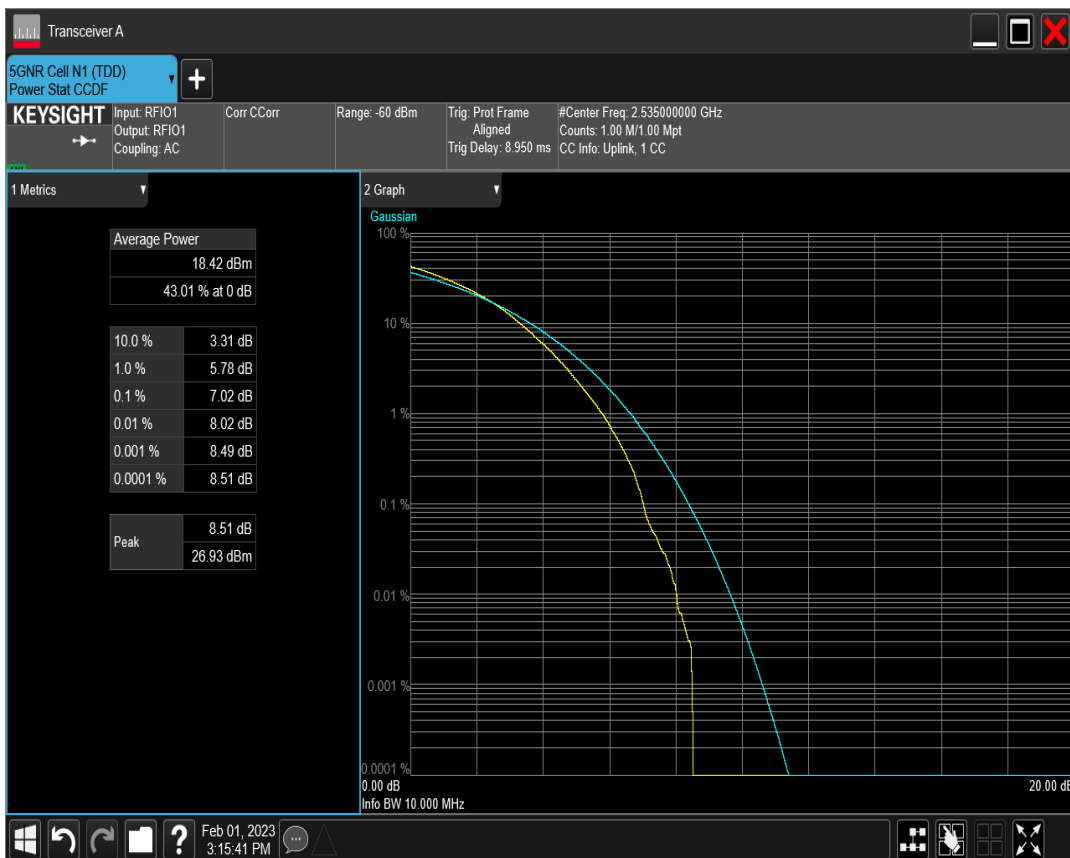 Transceiver A
5GNR Cell N1 (TDD)
Power Stat CCDF
KEYSIGHT
Input: RFIO1
Output: RFIO1
Coupling: AC
Corr CCorr
Range: -60 dBm
Trig: Prot Frame
Aligned
Trig Delay: 8.950 ms
#Center Freq: 2.535000000 GHz
Counts: 1.00 M/1.00 Mpt
CC Info: Uplink, 1 CC
1 Metrics
Average Power
18.42 dBm
43.01 % at 0 dB
10.0 % 3.31 dB
1.0 % 5.78 dB
0.1 % 7.02 dB
0.01 % 8.02 dB
0.001 % 8.49 dB
0.0001 % 8.51 dB
Peak
8.51 dB
26.93 dBm
2 Graph
Gaussian
100 %
10 %
1 %
0.1 %
0.01 %
0.001 %
0.0001 %
0.00 dB
20.00 dB
Info BW 10.000 MHz
?
Feb 01, 2023
3:15:41 PM